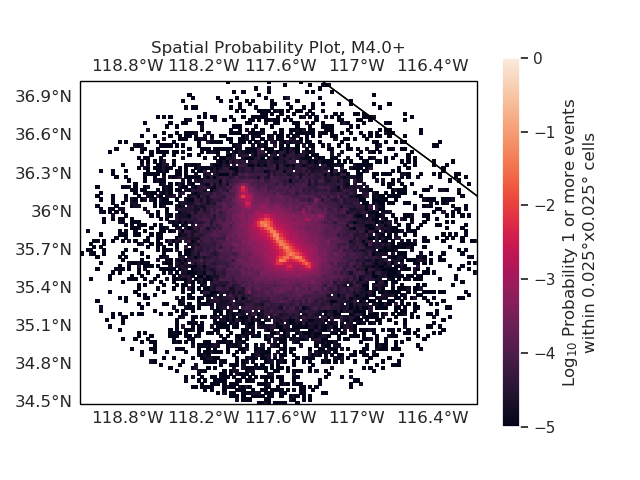 Spatial Probability Plot, M4.0+
118.8°W 118.2°W 117.6°W 117°W 116.4°W
36.9°N
36.6°N
36.3°N
36°N
35.7°N
35.4°N
35.1°N
34.8°N
34.5°N
118.8°W 118.2°W 117.6°W 117°W 116.4°W
0
−1
−2
−3
−4
−5
Log₁₀ Probability 1 or more events
within 0.025°x0.025° cells